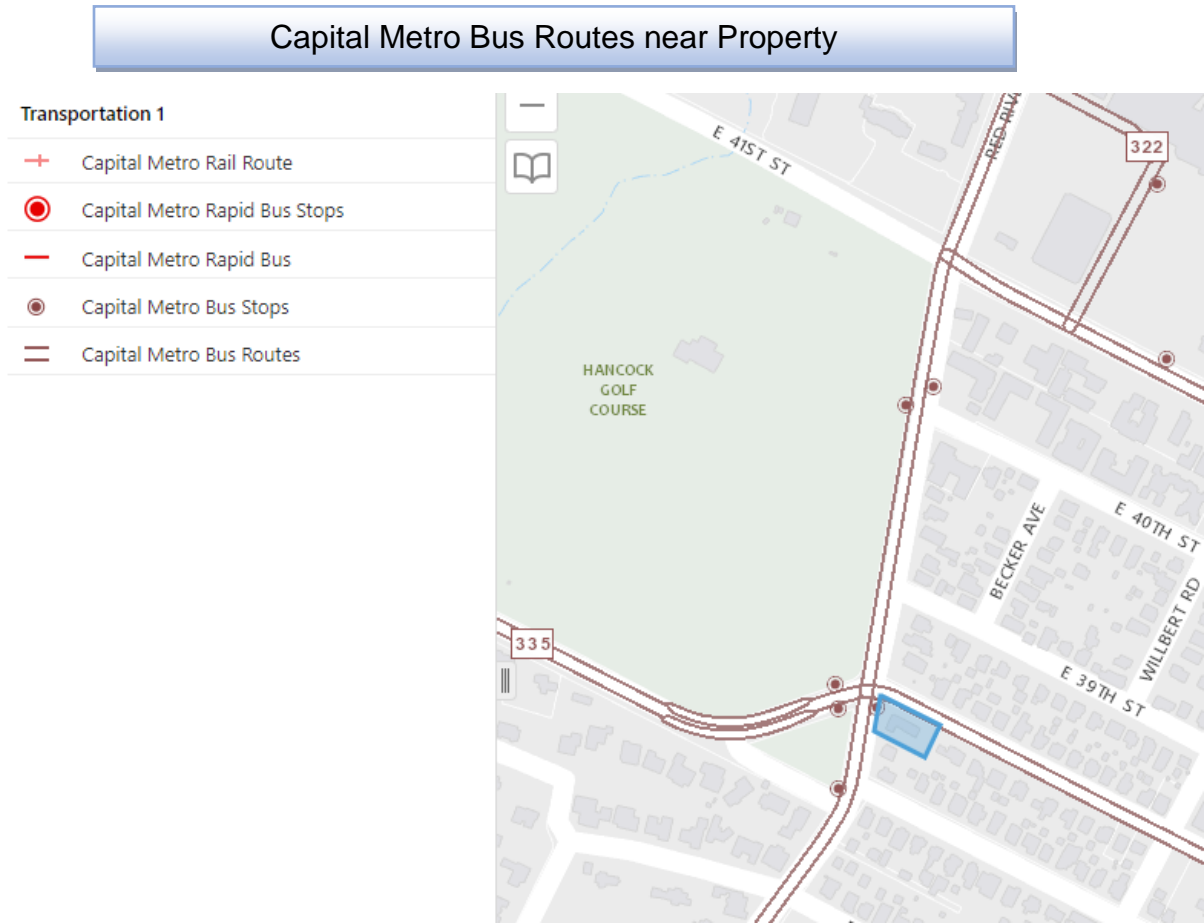 Capital Metro Bus Routes near Property
Transportation 1
Capital Metro Rail Route
Capital Metro Rapid Bus Stops
Capital Metro Rapid Bus
Capital Metro Bus Stops
Capital Metro Bus Routes
E 41ST ST
RED RIV
322
HANCOCK
GOLF
COURSE
E 40TH ST
BECKER AVE
WILLBERT RD
335
E 39TH ST